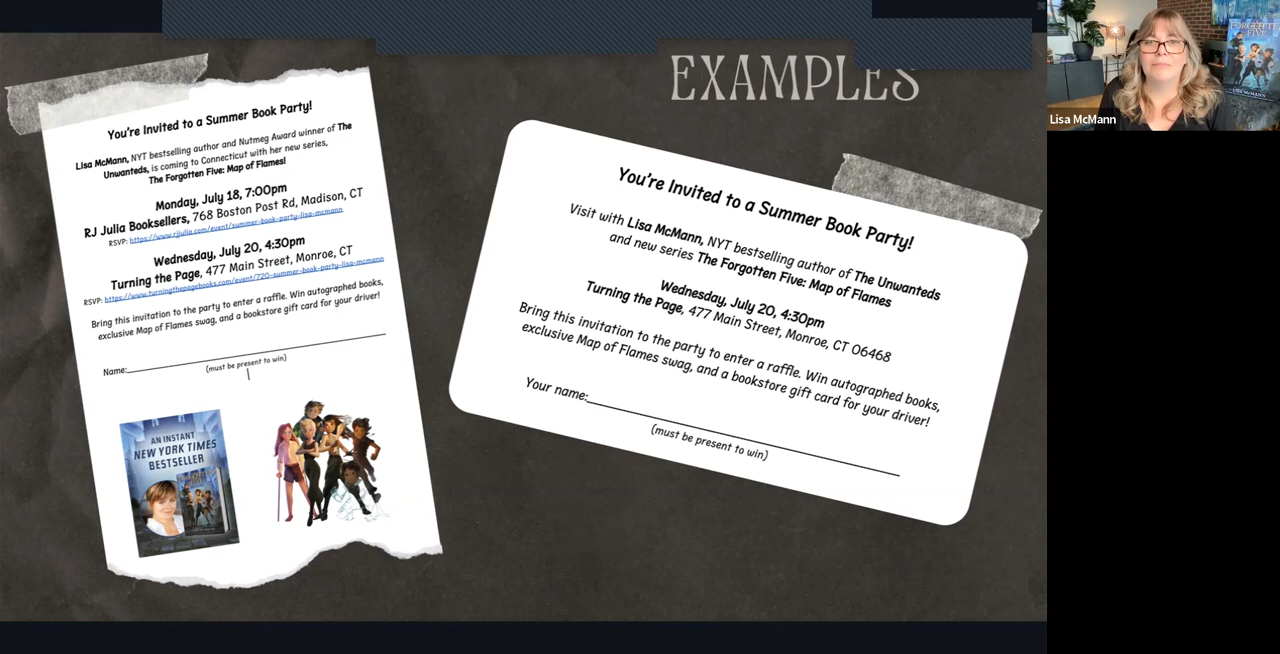 EXAMPLES
You're Invited to a Summer Book Party!
Lisa McMann, NYT bestselling author and Nutmeg Award winner of The
Unwanteds, is coming to Connecticut with her new series,
The Forgotten Five: Map of Flames!
Monday, July 18, 7:00pm
RJ Julia Booksellers, 768 Boston Post Rd, Madison, CT
RSVP: https://www.rjjulia.com/event/summer-book-party-lisa-mcmann
Wednesday, July 20, 4:30pm
Turning the Page, 477 Main Street, Monroe, CT
RSVP: https://www.turningthepagebooks.com/event/720-summer-book-party-lisa-mcmann
Bring this invitation to the party to enter a raffle. Win autographed books,
exclusive Map of Flames swag, and a bookstore gift card for your driver!
Name:
(must be present to win)
AN INSTANT
NEW YORK TIMES
BESTSELLER
You're Invited to a Summer Book Party!
Visit with Lisa McMann, NYT bestselling author of The Unwanteds
and new series The Forgotten Five: Map of Flames
Wednesday, July 20, 4:30pm
Turning the Page, 477 Main Street, Monroe, CT 06468
Bring this invitation to the party to enter a raffle. Win autographed books,
exclusive Map of Flames swag, and a bookstore gift card for your driver!
Your name:
(must be present to win)
FORGOTTEN
FIVE
LISA McMANN
Lisa McMann